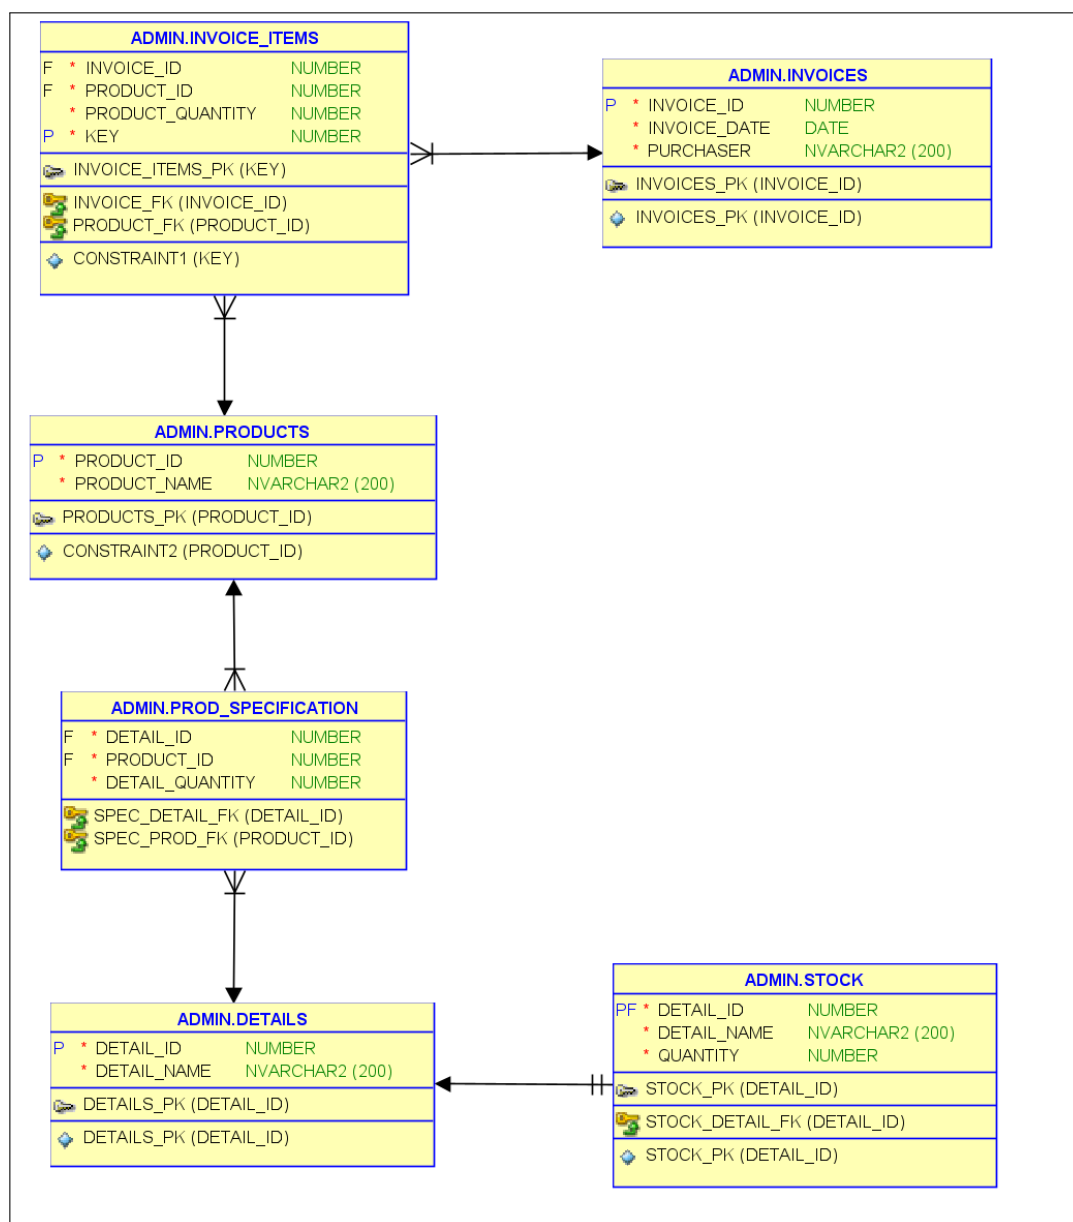 ADMIN.INVOICE_ITEMS
F * INVOICE_ID NUMBER
F * PRODUCT_ID NUMBER
* PRODUCT_QUANTITY NUMBER
P * KEY NUMBER
INVOICE_ITEMS_PK (KEY)
INVOICE_FK (INVOICE_ID)
PRODUCT_FK (PRODUCT_ID)
CONSTRAINT1 (KEY)
ADMIN.INVOICES
P * INVOICE_ID NUMBER
* INVOICE_DATE DATE
* PURCHASER NVARCHAR2 (200)
INVOICES_PK (INVOICE_ID)
INVOICES_PK (INVOICE_ID)
ADMIN.PRODUCTS
P * PRODUCT_ID NUMBER
* PRODUCT_NAME NVARCHAR2 (200)
PRODUCTS_PK (PRODUCT_ID)
CONSTRAINT2 (PRODUCT_ID)
ADMIN.PROD_SPECIFICATION
F * DETAIL_ID NUMBER
F * PRODUCT_ID NUMBER
* DETAIL_QUANTITY NUMBER
SPEC_DETAIL_FK (DETAIL_ID)
SPEC_PROD_FK (PRODUCT_ID)
ADMIN.DETAILS
P * DETAIL_ID NUMBER
* DETAIL_NAME NVARCHAR2 (200)
DETAILS_PK (DETAIL_ID)
DETAILS_PK (DETAIL_ID)
ADMIN.STOCK
PF * DETAIL_ID NUMBER
* DETAIL_NAME NVARCHAR2 (200)
* QUANTITY NUMBER
STOCK_PK (DETAIL_ID)
STOCK_DETAIL_FK (DETAIL_ID)
STOCK_PK (DETAIL_ID)